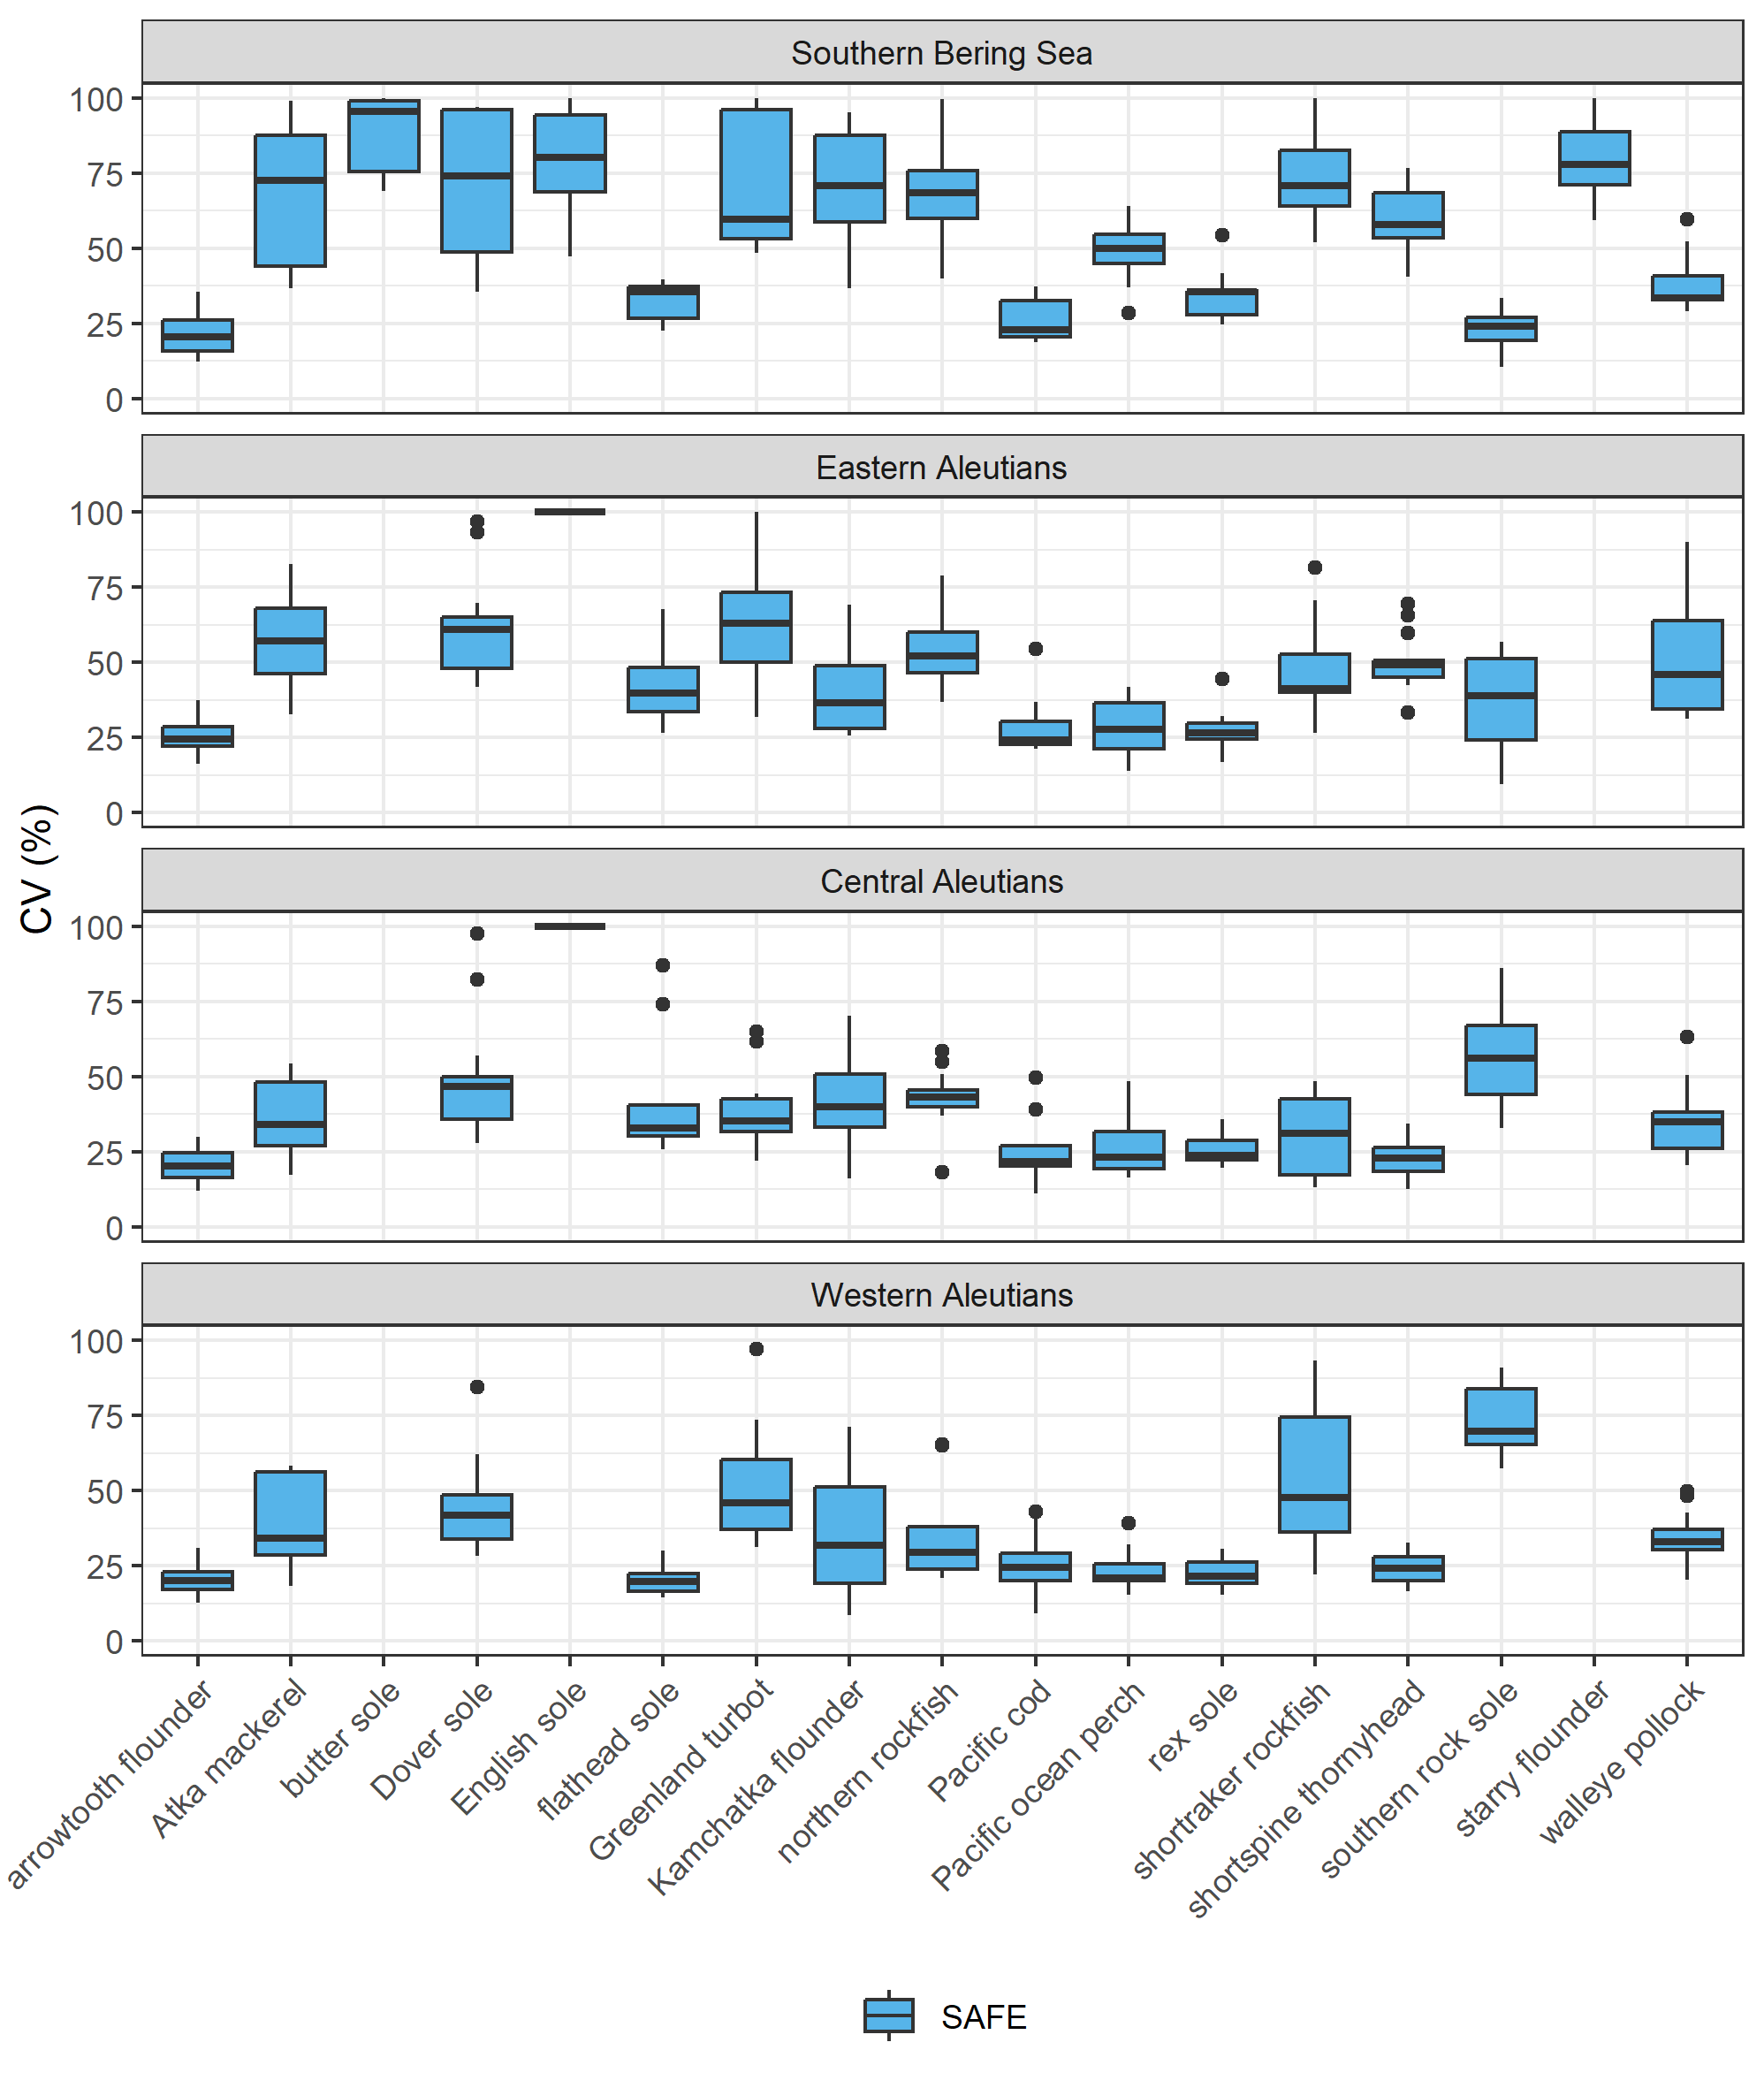 Southern Bering Sea
100
75
50
25
0
Eastern Aleutians
100
75
50
25
0
Central Aleutians
100
75
50
25
0
Western Aleutians
100
75
50
25
0
CV (%)
arrowtooth flounder
Atka mackerel
butter sole
Dover sole
English sole
flathead sole
Greenland turbot
Kamchatka flounder
northern rockfish
Pacific cod
Pacific ocean perch
rex sole
shortraker rockfish
shortspine thornyhead
southern rock sole
starry flounder
walleye pollock
SAFE